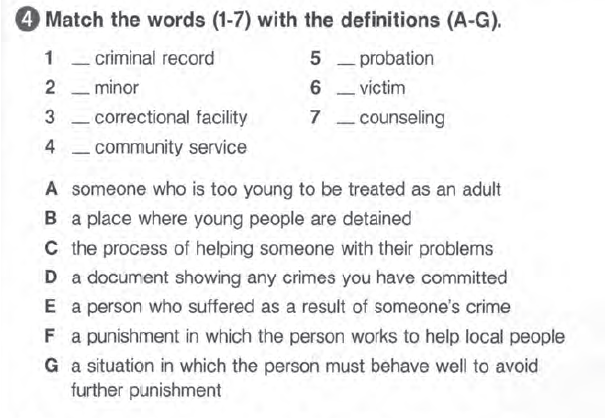 4 Match the words (1-7) with the definitions (A-G).
1 _ criminal record
2 _ minor
3 _ correctional facility
4 _ community service
5 _ probation
6 _ victim
7 _ counseling
A someone who is too young to be treated as an adult
B a place where young people are detained
C the process of helping someone with their problems
D a document showing any crimes you have committed
E a person who suffered as a result of someone's crime
F a punishment in which the person works to help local people
G a situation in which the person must behave well to avoid
further punishment